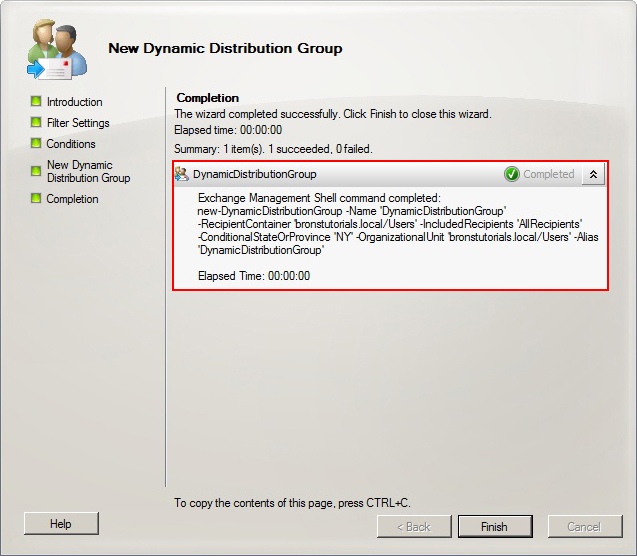 New Dynamic Distribution Group
Introduction
Filter Settings
Conditions
New Dynamic
Distribution Group
Completion
Completion
The wizard completed successfully. Click Finish to close this wizard.
Elapsed time: 00:00:00
Summary: 1 item(s). 1 succeeded, 0 failed.
DynamicDistributionGroup
Completed
Exchange Management Shell command completed:
new-DynamicDistributionGroup -Name 'DynamicDistributionGroup'
-RecipientContainer 'bronstutorials.local/Users' -IncludedRecipients 'AllRecipients'
-ConditionalStateOrProvince 'NY' -OrganizationalUnit 'bronstutorials.local/Users' -Alias
'DynamicDistributionGroup'
Elapsed Time: 00:00:00
To copy the contents of this page, press CTRL+C.
Help
< Back
Finish
Cancel